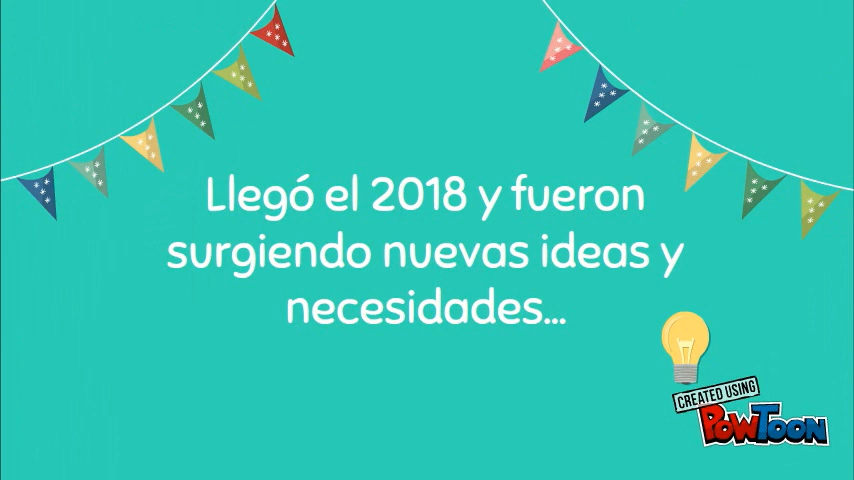 Llegó el 2018 y fueron
surgiendo nuevas ideas y
necesidades...
CREATED USING
POWTOON